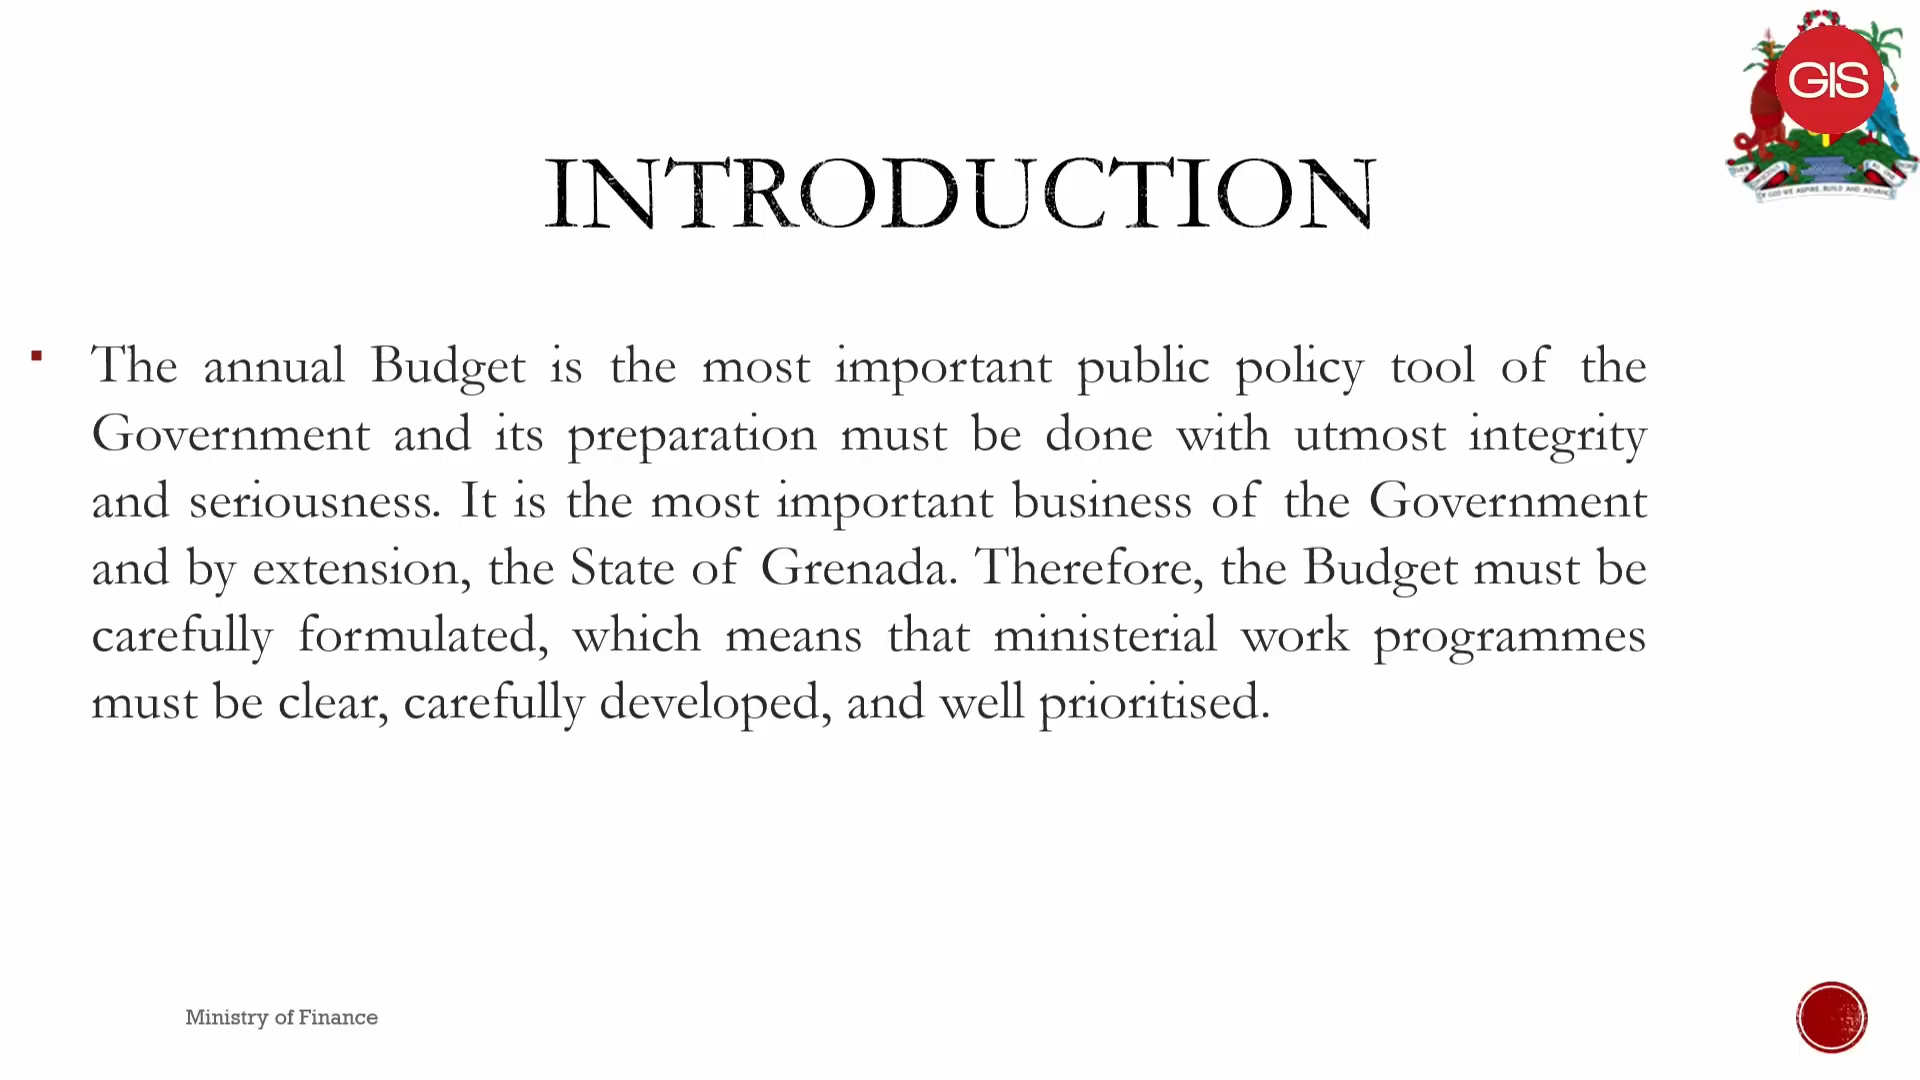 GIS
INTRODUCTION
▪ The annual Budget is the most important public policy tool of the
Government and its preparation must be done with utmost integrity
and seriousness. It is the most important business of the Government
and by extension, the State of Grenada. Therefore, the Budget must be
carefully formulated, which means that ministerial work programmes
must be clear, carefully developed, and well prioritised.
Ministry of Finance